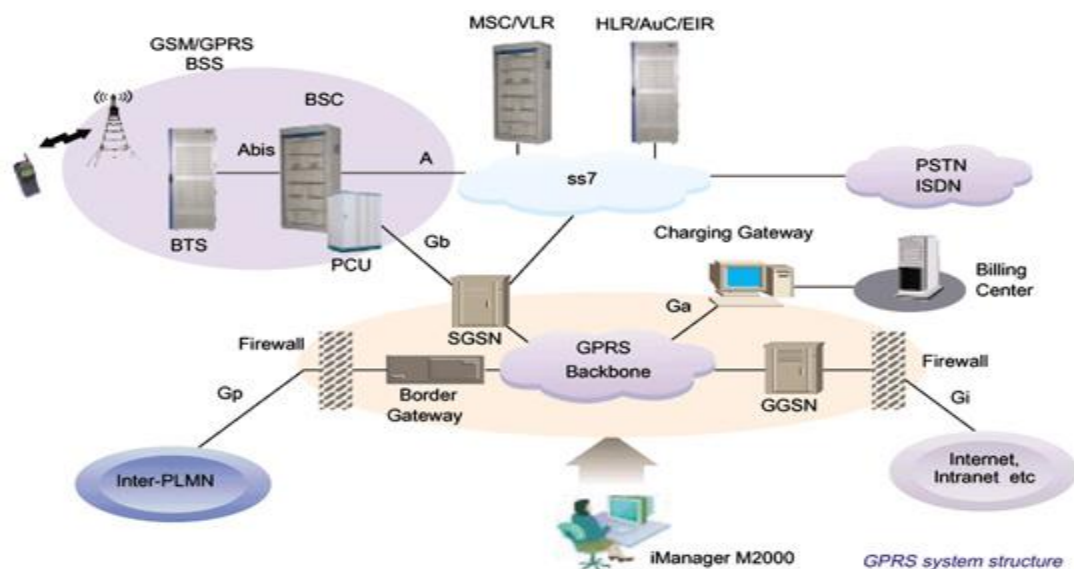 MSC/VLR
HLR/AuC/EIR
GSM/GPRS
BSS
BSC
Abis
A
ss7
PSTN
ISDN
BTS
PCU
Gb
Charging Gateway
Billing
Center
SGSN
Ga
Firewall
GPRS
Backbone
Firewall
Border
Gateway
GGSN
Gp
Gi
Inter-PLMN
Internet,
Intranet etc
iManager M2000
GPRS system structure